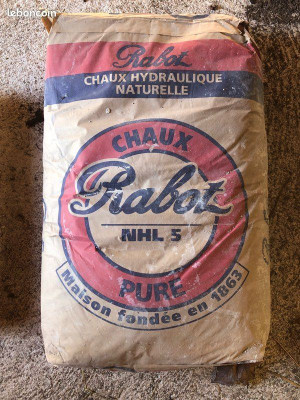 leboncoin
Rabot
CHAUX HYDRAULIQUE
NATURELLE
CHAUX
Rabot
NHL 5
PURE
Maison fondée en 1863